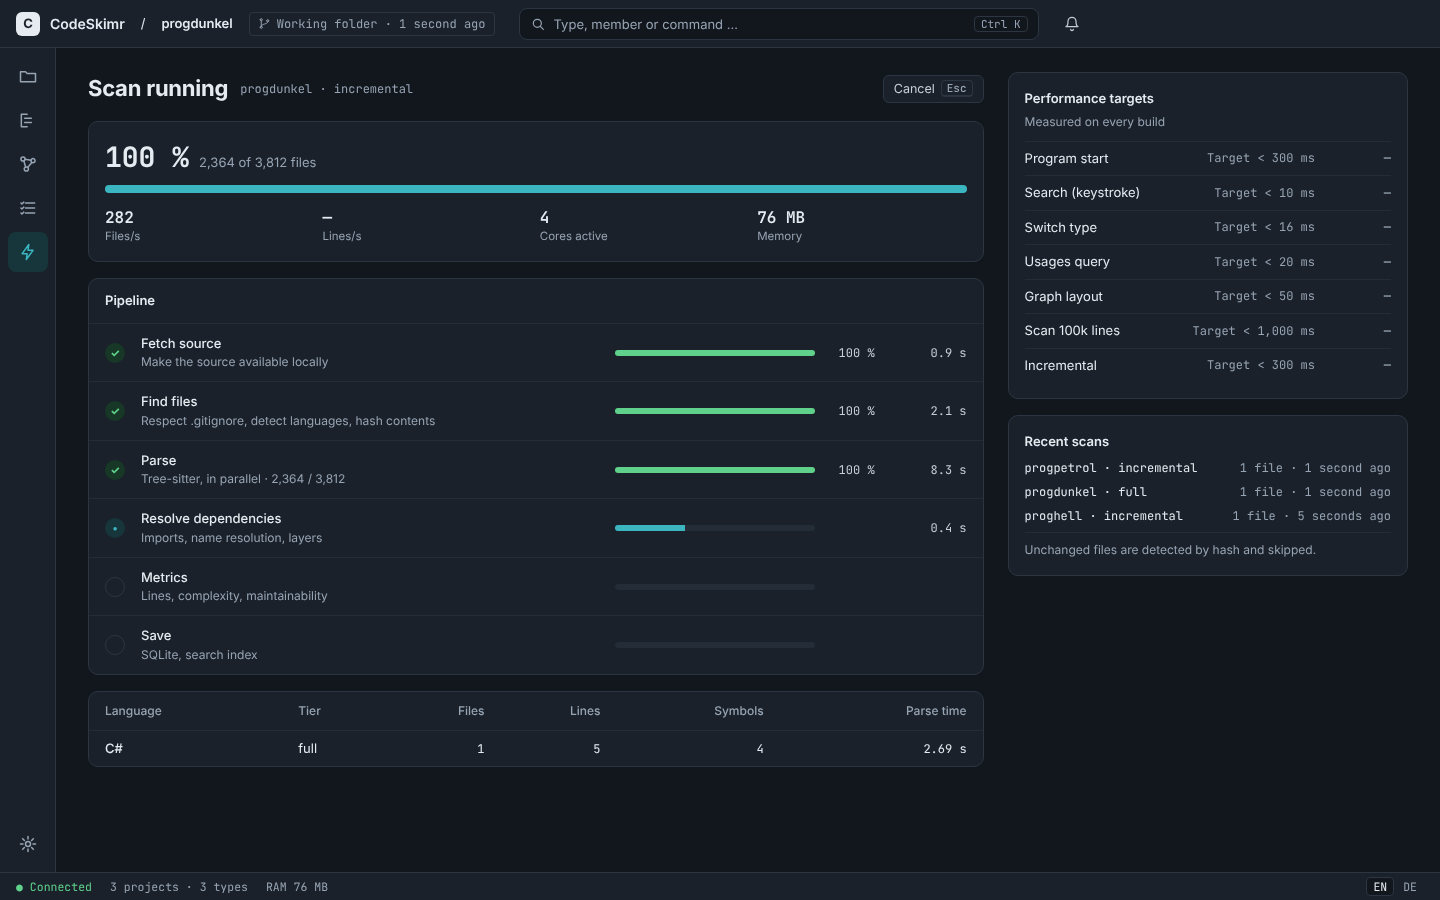 C CodeSkimr / progdunkel Working folder · 1 second ago Type, member or command ... Ctrl K
Scan running progdunkel · incremental Cancel Esc
100 % 2,364 of 3,812 files
282 — 4 76 MB
Files/s Lines/s Cores active Memory
Pipeline
Fetch source
Make the source available locally
100 % 0.9 s
Find files
Respect .gitignore, detect languages, hash contents
100 % 2.1 s
Parse
Tree-sitter, in parallel · 2,364 / 3,812
100 % 8.3 s
Resolve dependencies
Imports, name resolution, layers
0.4 s
Metrics
Lines, complexity, maintainability
Save
SQLite, search index
Language Tier Files Lines Symbols Parse time
C# full 1 5 4 2.69 s
Performance targets
Measured on every build
Program start Target < 300 ms —
Search (keystroke) Target < 10 ms —
Switch type Target < 16 ms —
Usages query Target < 20 ms —
Graph layout Target < 50 ms —
Scan 100k lines Target < 1,000 ms —
Incremental Target < 300 ms —
Recent scans
progpetrol · incremental 1 file · 1 second ago
progdunkel · full 1 file · 1 second ago
proghell · incremental 1 file · 5 seconds ago
Unchanged files are detected by hash and skipped.
Connected 3 projects · 3 types RAM 76 MB EN DE